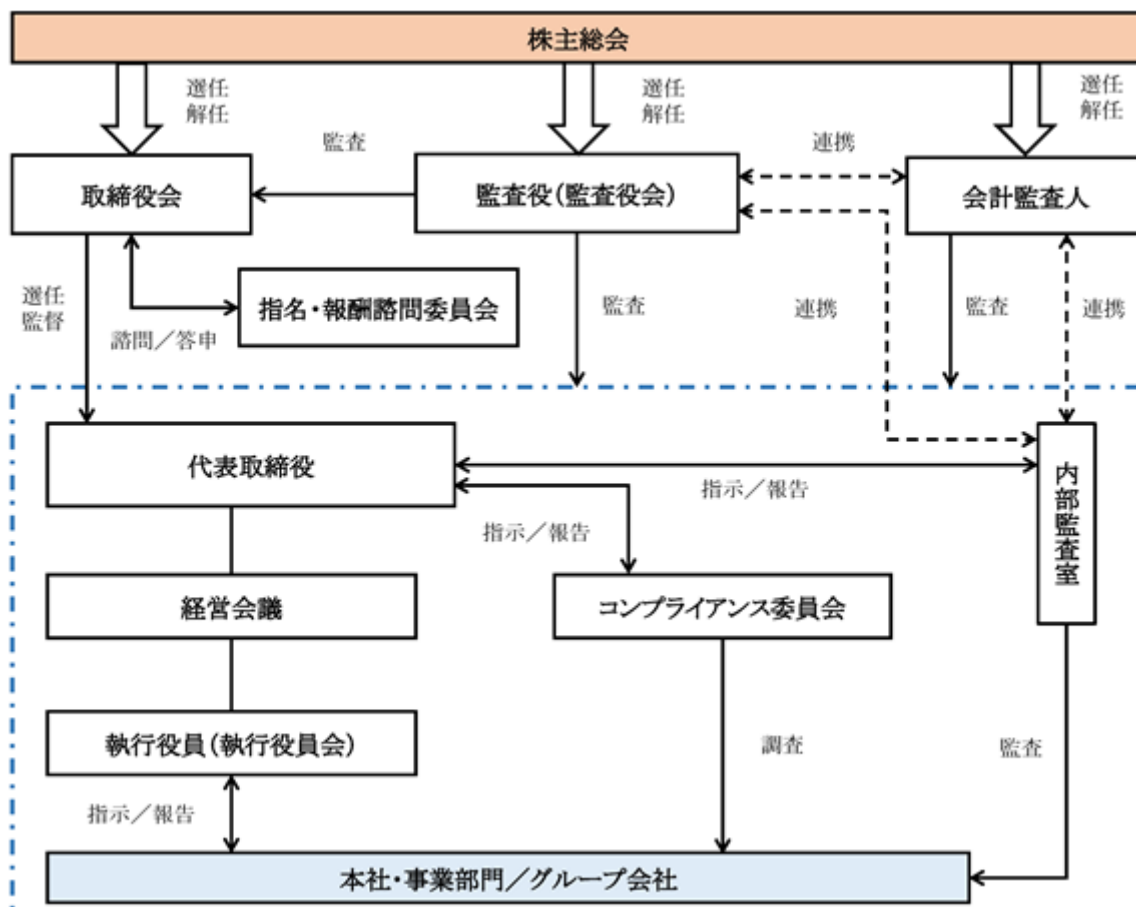 株主総会
選任
解任
選任
解任
選任
解任
監査
連携
取締役会
監査役(監査役会)
会計監査人
選任
監督
指名・報酬諮問委員会
諮問／答申
監査
連携
監査
連携
代表取締役
指示／報告
指示／報告
内部監査室
経営会議
コンプライアンス委員会
執行役員(執行役員会)
調査
監査
指示／報告
本社・事業部門／グループ会社